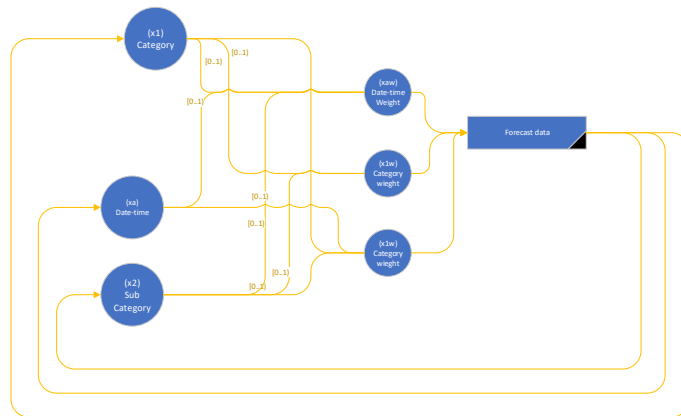 (x1)
Category
[0..1)
[0..1)
[0..1)
(xaw)
Date-time
Weight
Forecast data
(x1w)
Category
wieght
(xa)
Date-time
[0..1)
[0..1)
(x1w)
Category
wieght
[0..1)
[0..1)
(x2)
Sub
Category